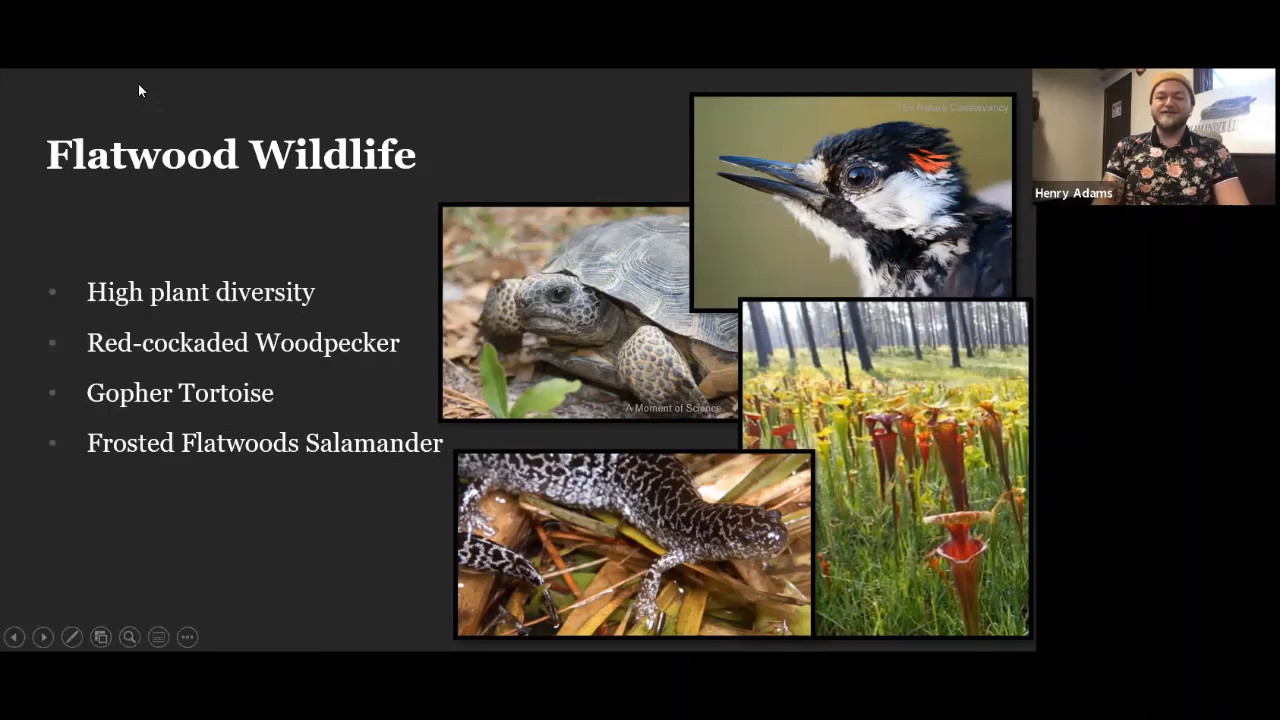 Flatwood Wildlife
High plant diversity
Red-cockaded Woodpecker
Gopher Tortoise
Frosted Flatwoods Salamander
The Nature Conservancy
A Moment of Science
Henry Adams